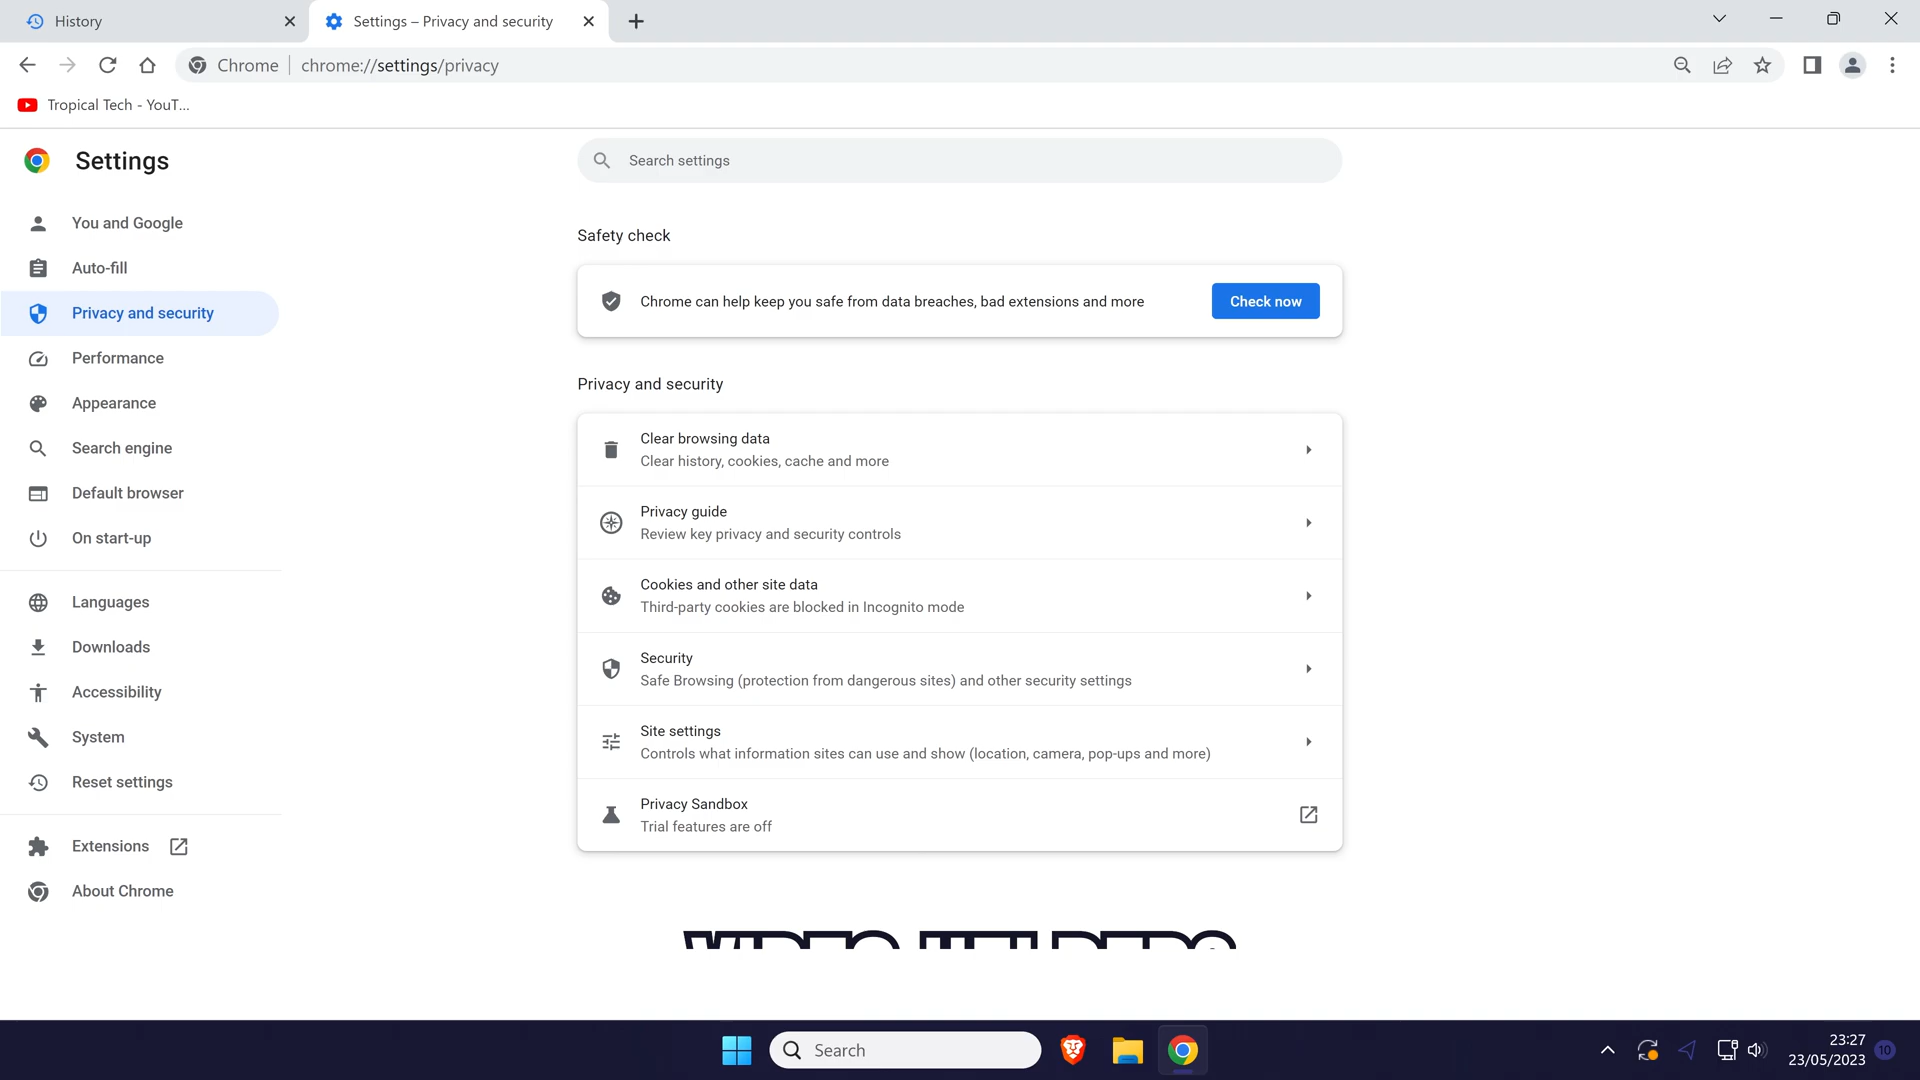 History
Settings – Privacy and security
Chrome
chrome://settings/privacy
Tropical Tech - YouT...
Settings
Search settings
You and Google
Auto-fill
Privacy and security
Performance
Appearance
Search engine
Default browser
On start-up
Languages
Downloads
Accessibility
System
Reset settings
Extensions
About Chrome
Safety check
Chrome can help keep you safe from data breaches, bad extensions and more
Check now
Privacy and security
Clear browsing data
Clear history, cookies, cache and more
Privacy guide
Review key privacy and security controls
Cookies and other site data
Third-party cookies are blocked in Incognito mode
Security
Safe Browsing (protection from dangerous sites) and other security settings
Site settings
Controls what information sites can use and show (location, camera, pop-ups and more)
Privacy Sandbox
Trial features are off
Search
23:27
23/05/2023
10